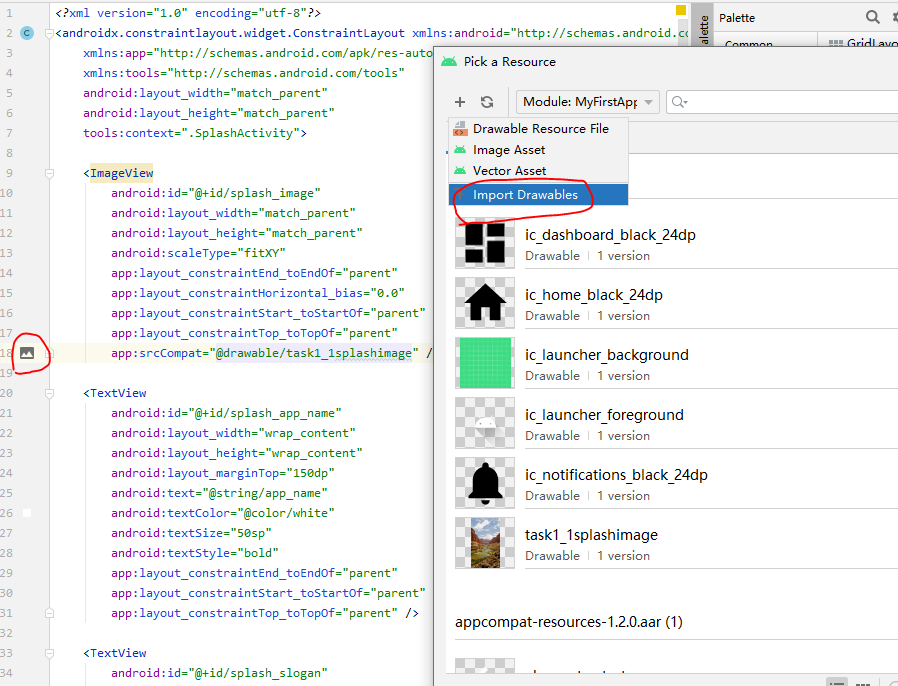 1 <?xml version="1.0" encoding="utf-8"?>
2 C <androidx.constraintlayout.widget.ConstraintLayout xmlns:android="http://schemas.android.co
3 xmlns:app="http://schemas.android.com/apk/res-auto
4 xmlns:tools="http://schemas.android.com/tools"
5 android:layout_width="match_parent"
6 android:layout_height="match_parent"
7 tools:context=".SplashActivity">
8
9 <ImageView
10 android:id="@+id/splash_image"
11 android:layout_width="match_parent"
12 android:layout_height="match_parent"
13 android:scaleType="fitXY"
14 app:layout_constraintEnd_toEndOf="parent"
15 app:layout_constraintHorizontal_bias="0.0"
16 app:layout_constraintStart_toStartOf="parent"
17 app:layout_constraintTop_toTopOf="parent"
18 app:srcCompat="@drawable/task1_1splashimage" /
19
20 <TextView
21 android:id="@+id/splash_app_name"
22 android:layout_width="wrap_content"
23 android:layout_height="wrap_content"
24 android:layout_marginTop="150dp"
25 android:text="@string/app_name"
26 android:textColor="@color/white"
27 android:textSize="50sp"
28 android:textStyle="bold"
29 app:layout_constraintEnd_toEndOf="parent"
30 app:layout_constraintStart_toStartOf="parent"
31 app:layout_constraintTop_toTopOf="parent" />
32
33 <TextView
34 android:id="@+id/splash_slogan"
alette
Palette
Common
GridLayo
Pick a Resource
Module: MyFirstApp
Drawable Resource File
Image Asset
Vector Asset
Import Drawables
ic_dashboard_black_24dp
Drawable | 1 version
ic_home_black_24dp
Drawable | 1 version
ic_launcher_background
Drawable | 1 version
ic_launcher_foreground
Drawable | 1 version
ic_notifications_black_24dp
Drawable | 1 version
task1_1splashimage
Drawable | 1 version
appcompat-resources-1.2.0.aar (1)